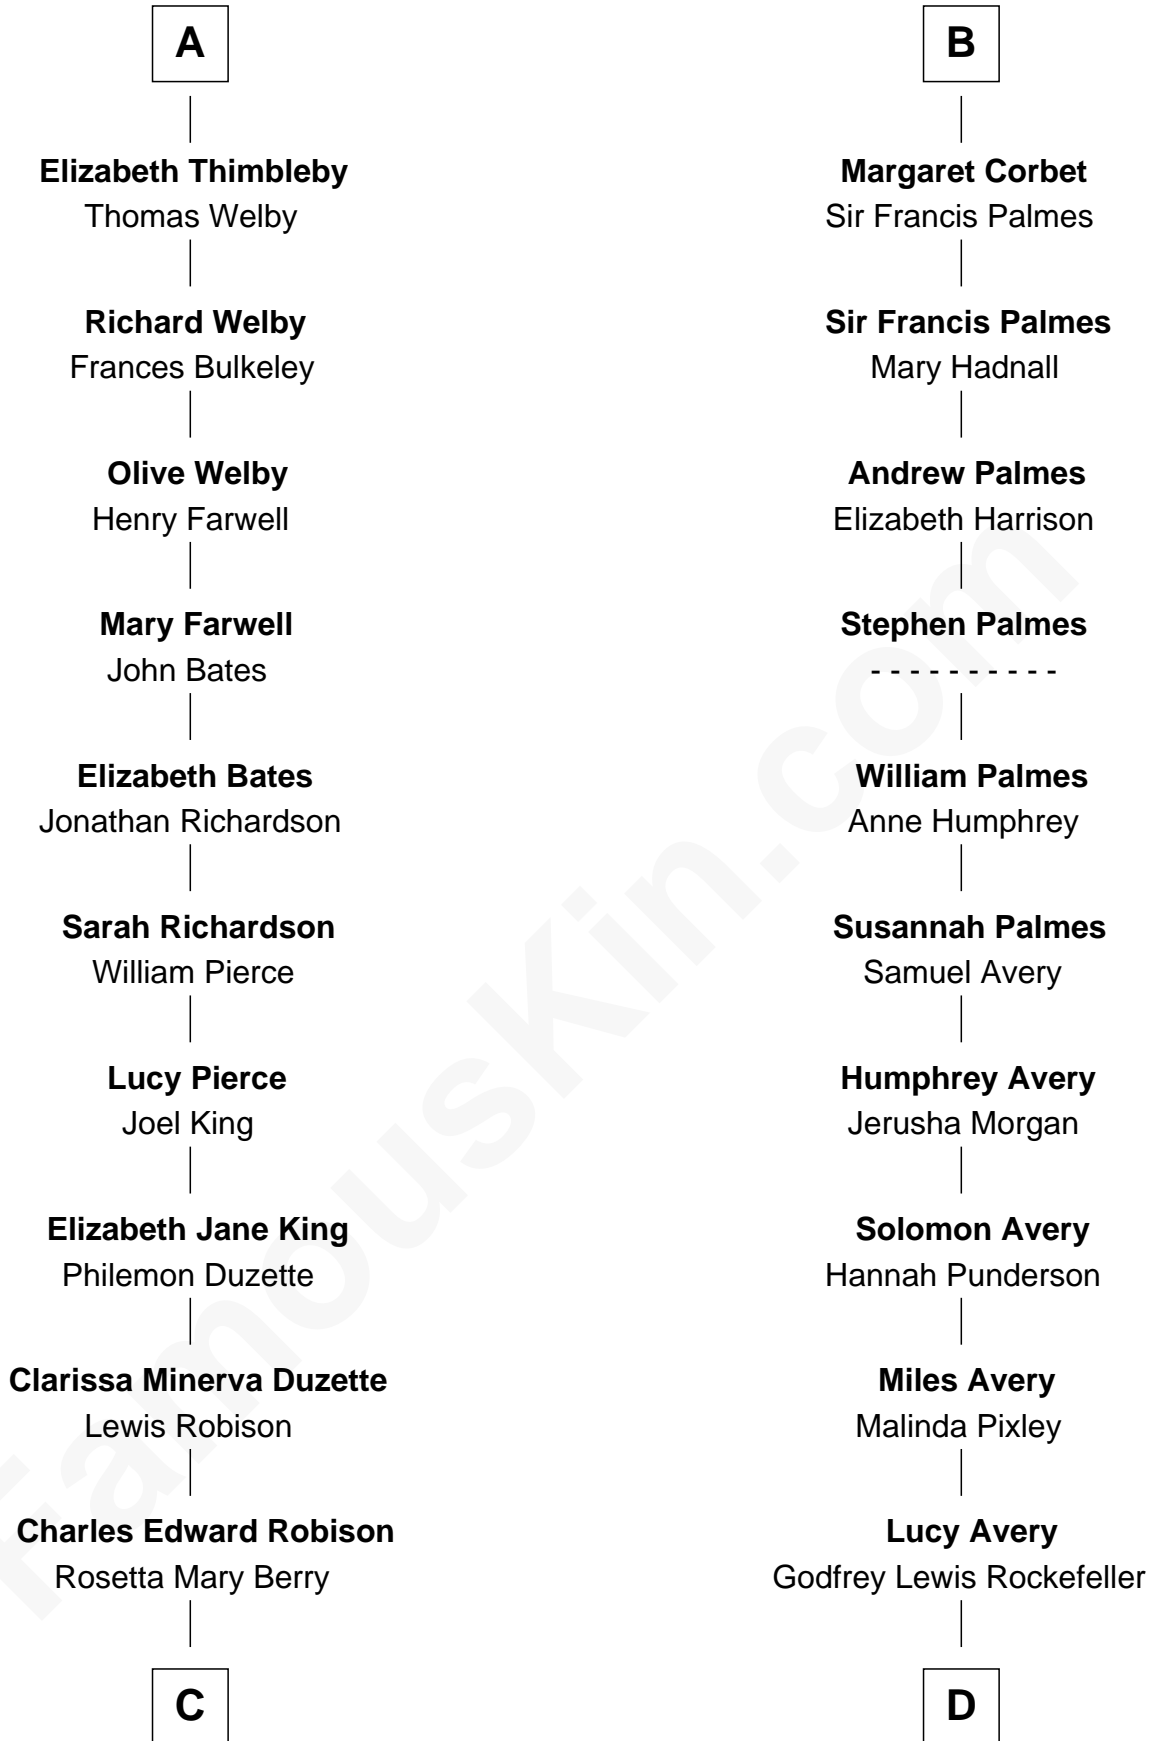 A
Elizabeth Thimbleby
Thomas Welby
Richard Welby
Frances Bulkeley
Olive Welby
Henry Farwell
Mary Farwell
John Bates
Elizabeth Bates
Jonathan Richardson
Sarah Richardson
William Pierce
Lucy Pierce
Joel King
Elizabeth Jane King
Philemon Duzette
Clarissa Minerva Duzette
Lewis Robison
Charles Edward Robison
Rosetta Mary Berry
C
B
Margaret Corbet
Sir Francis Palmes
Sir Francis Palmes
Mary Hadnall
Andrew Palmes
Elizabeth Harrison
Stephen Palmes
- - - - - - - - - -
William Palmes
Anne Humphrey
Susannah Palmes
Samuel Avery
Humphrey Avery
Jerusha Morgan
Solomon Avery
Hannah Punderson
Miles Avery
Malinda Pixley
Lucy Avery
Godfrey Lewis Rockefeller
D
FamousKin.com